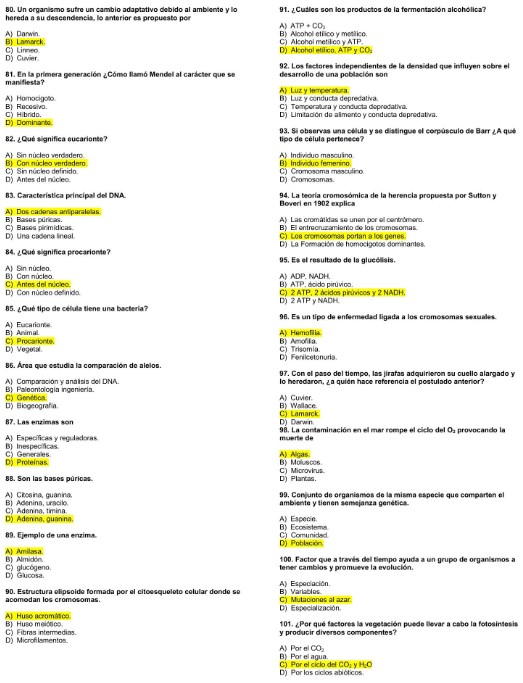 80. Un organismo sufre un cambio adaptativo debido al ambiente y lo
hereda a su descendencia, lo anterior es propuesto por
A) Darwin.
B) Lamarck.
C) Linneo.
D) Cuvier.
81. En la primera generación ¿Cómo llamó Mendel al carácter que se
manifiesta?
A) Homocigoto.
B) Recesivo.
C) Híbrido.
D) Dominante.
82. ¿Qué significa eucarionte?
A) Sin núcleo verdadero.
B) Con núcleo verdadero.
C) Sin núcleo definido.
D) Antes del núcleo.
83. Característica principal del DNA.
A) Dos cadenas antiparalelas.
B) Bases púricas.
C) Bases pirimídicas.
D) Una cadena lineal.
84. ¿Qué significa procarionte?
A) Sin núcleo.
B) Con núcleo.
C) Antes del núcleo.
D) Con núcleo definido.
85. ¿Qué tipo de célula tiene una bacteria?
A) Eucarionte.
B) Animal.
C) Procarionte.
D) Vegetal.
86. Área que estudia la comparación de alelos.
A) Comparación y análisis del DNA.
B) Paleontología ingeniería.
C) Genética.
D) Biogeografía.
87. Las enzimas son
A) Específicas y reguladoras.
B) Inespecíficas.
C) Generales.
D) Proteínas.
88. Son las bases púricas.
A) Citosina, guanina.
B) Adenina, uracilo.
C) Adenina, timina.
D) Adenina, guanina.
89. Ejemplo de una enzima.
A) Amilasa.
B) Almidón.
C) glucógeno.
D) Glucosa.
90. Estructura elipsoide formada por el citoesqueleto celular donde se
acomodan los cromosomas.
A) Huso acromático.
B) Huso meiótico.
C) Fibras intermedias.
D) Microfilamentos.
91. ¿Cuáles son los productos de la fermentación alcohólica?
A) ATP + CO₂
B) Alcohol etílico y metílico.
C) Alcohol metílico y ATP.
D) Alcohol etílico, ATP y CO₂
92. Los factores independientes de la densidad que influyen sobre el
desarrollo de una población son
A) Luz y temperatura.
B) Luz y conducta depredativa.
C) Temperatura y conducta depredativa.
D) Limitación de alimento y conducta depredativa.
93. Si observas una célula y se distingue el corpúsculo de Barr ¿A qué
tipo de célula pertenece?
A) Individuo masculino.
B) Individuo femenino.
C) Cromosoma masculino.
D) Cromosomas.
94. La teoría cromosómica de la herencia propuesta por Sutton y
Boveri en 1902 explica
A) Las cromátidas se unen por el centrómero.
B) El entrecruzamiento de los cromosomas.
C) Los cromosomas portan a los genes.
D) La Formación de homocigotos dominantes.
95. Es el resultado de la glucólisis.
A) ADP, NADH.
B) ATP, ácido pirúvico.
C) 2 ATP, 2 ácidos pirúvicos y 2 NADH.
D) 2 ATP y NADH.
96. Es un tipo de enfermedad ligada a los cromosomas sexuales.
A) Hemofilia.
B) Amofilia.
C) Trisomía.
D) Fenilcetonuria.
97. Con el paso del tiempo, las jirafas adquirieron su cuello alargado y
lo heredaron, ¿a quién hace referencia el postulado anterior?
A) Cuvier.
B) Wallace.
C) Lamarck.
D) Darwin.
98. La contaminación en el mar rompe el ciclo del O₂ provocando la
muerte de
A) Algas.
B) Moluscos.
C) Microvirus.
D) Plantas.
99. Conjunto de organismos de la misma especie que comparten el
ambiente y tienen semejanza genética.
A) Especie.
B) Ecosistema.
C) Comunidad.
D) Población.
100. Factor que a través del tiempo ayuda a un grupo de organismos a
tener cambios y promueve la evolución.
A) Especiación.
B) Variables.
C) Mutaciones al azar.
D) Especialización.
101. ¿Por qué factores la vegetación puede llevar a cabo la fotosíntesis
y producir diversos componentes?
A) Por el CO₂
B) Por el agua.
C) Por el ciclo del CO₂ y H₂O
D) Por los ciclos abióticos.